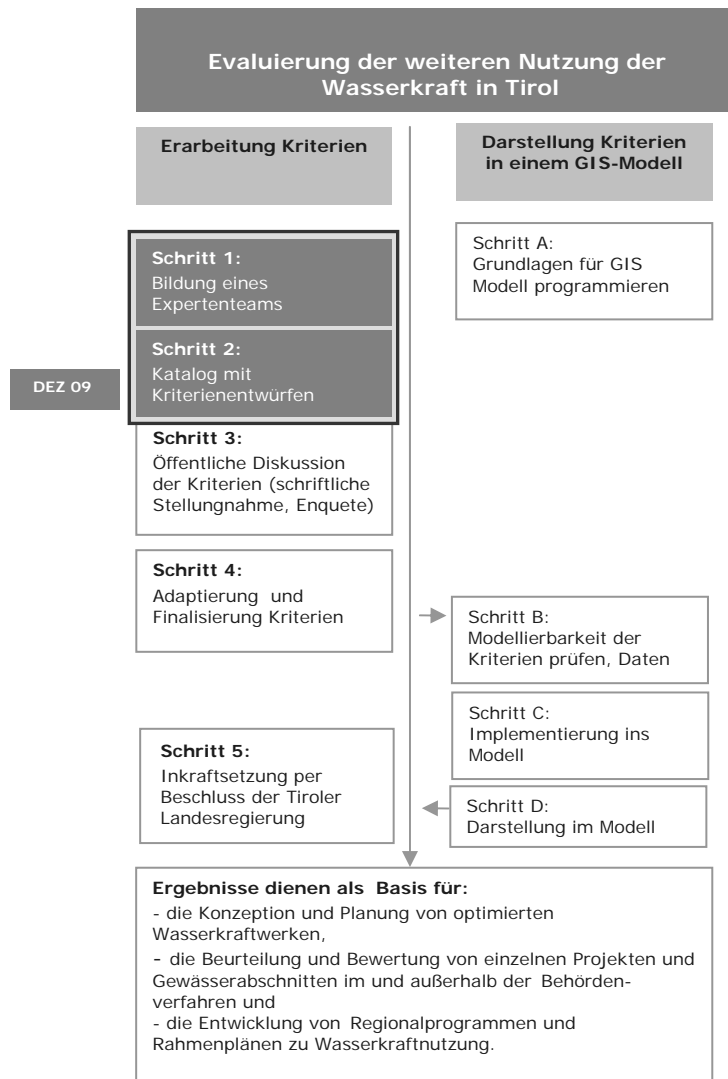 Evaluierung der weiteren Nutzung der
Wasserkraft in Tirol
Erarbeitung Kriterien
Darstellung Kriterien
in einem GIS-Modell
Schritt 1:
Bildung eines
Expertenteams
Schritt A:
Grundlagen für GIS
Modell programmieren
DEZ 09
Schritt 2:
Katalog mit
Kriterienentwürfen
Schritt 3:
Öffentliche Diskussion
der Kriterien (schriftliche
Stellungnahme, Enquete)
Schritt 4:
Adaptierung und
Finalisierung Kriterien
Schritt B:
Modellierbarkeit der
Kriterien prüfen, Daten
Schritt C:
Implementierung ins
Modell
Schritt 5:
Inkraftsetzung per
Beschluss der Tiroler
Landesregierung
Schritt D:
Darstellung im Modell
Ergebnisse dienen als Basis für:
- die Konzeption und Planung von optimierten
Wasserkraftwerken,
- die Beurteilung und Bewertung von einzelnen Projekten und
Gewässerabschnitten im und außerhalb der Behörden-
verfahren und
- die Entwicklung von Regionalprogrammen und
Rahmenplänen zu Wasserkraftnutzung.